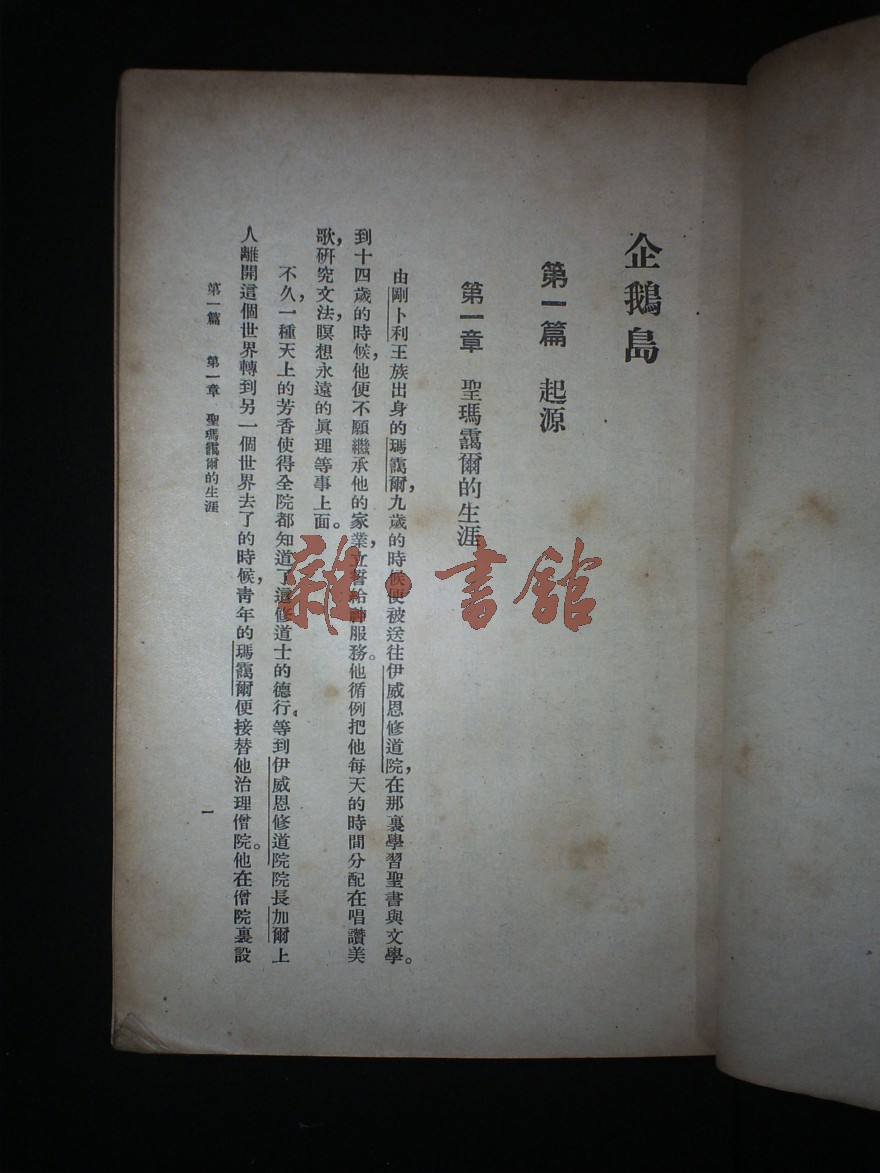 企鵝島
第一篇　起源
第一章　聖瑪靄爾的生涯
由剛卜利王族出身的瑪靄爾，九歲的時候便被送往伊威恩修道院，在那裏學習聖書與文學。
到十四歲的時候，他便不願繼承他的家業，立誓給神服務。他循例把他每天的時間分配在唱讚美
歌，研究文法，瞑想永遠的眞理等事上面。
不久，一種天上的芳香使得全院都知道了這修道士的德行。等到伊威恩修道院院長加爾上
人離開這個世界轉到另一個世界去了的時候，靑年的瑪靄爾便接替他治理僧院。他在僧院裏設
第一篇　第一章　聖瑪靄爾的生涯
一
雜·書館